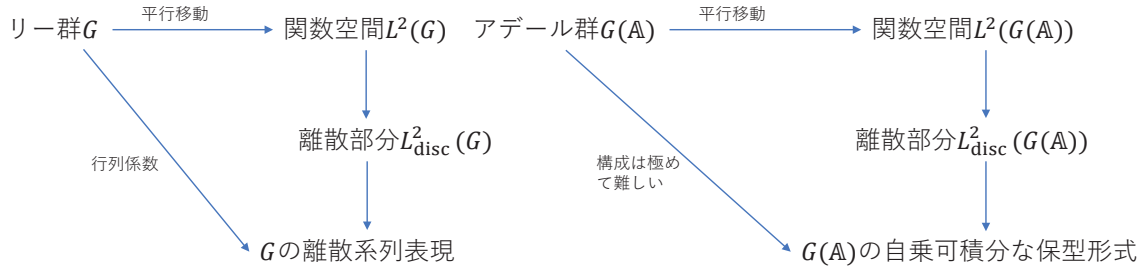 平行移動
平行移動
リー群G
関数空間L²(G)
アデール群G(𝔸)
関数空間L²(G(𝔸))
離散部分L²_disc(G)
離散部分L²_disc(G(𝔸))
行列係数
構成は極め
て難しい
Gの離散系列表現
G(𝔸)の自乗可積分な保型形式